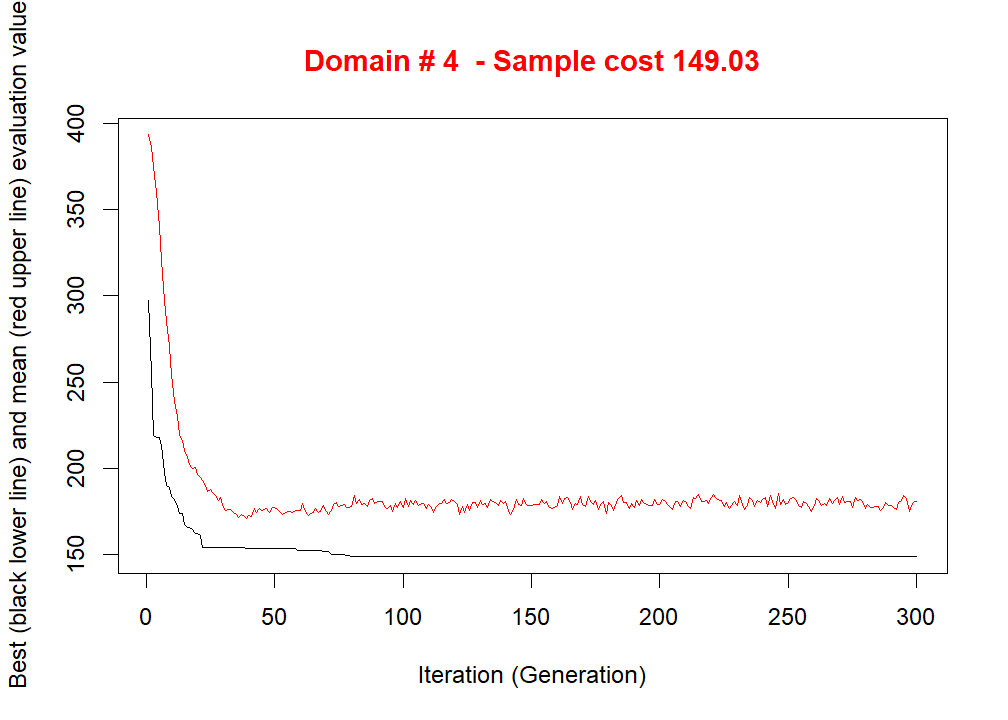 Domain # 4  - Sample cost 149.03
Best (black lower line) and mean (red upper line) evaluation value
400
350
300
250
200
150
0 50 100 150 200 250 300
Iteration (Generation)